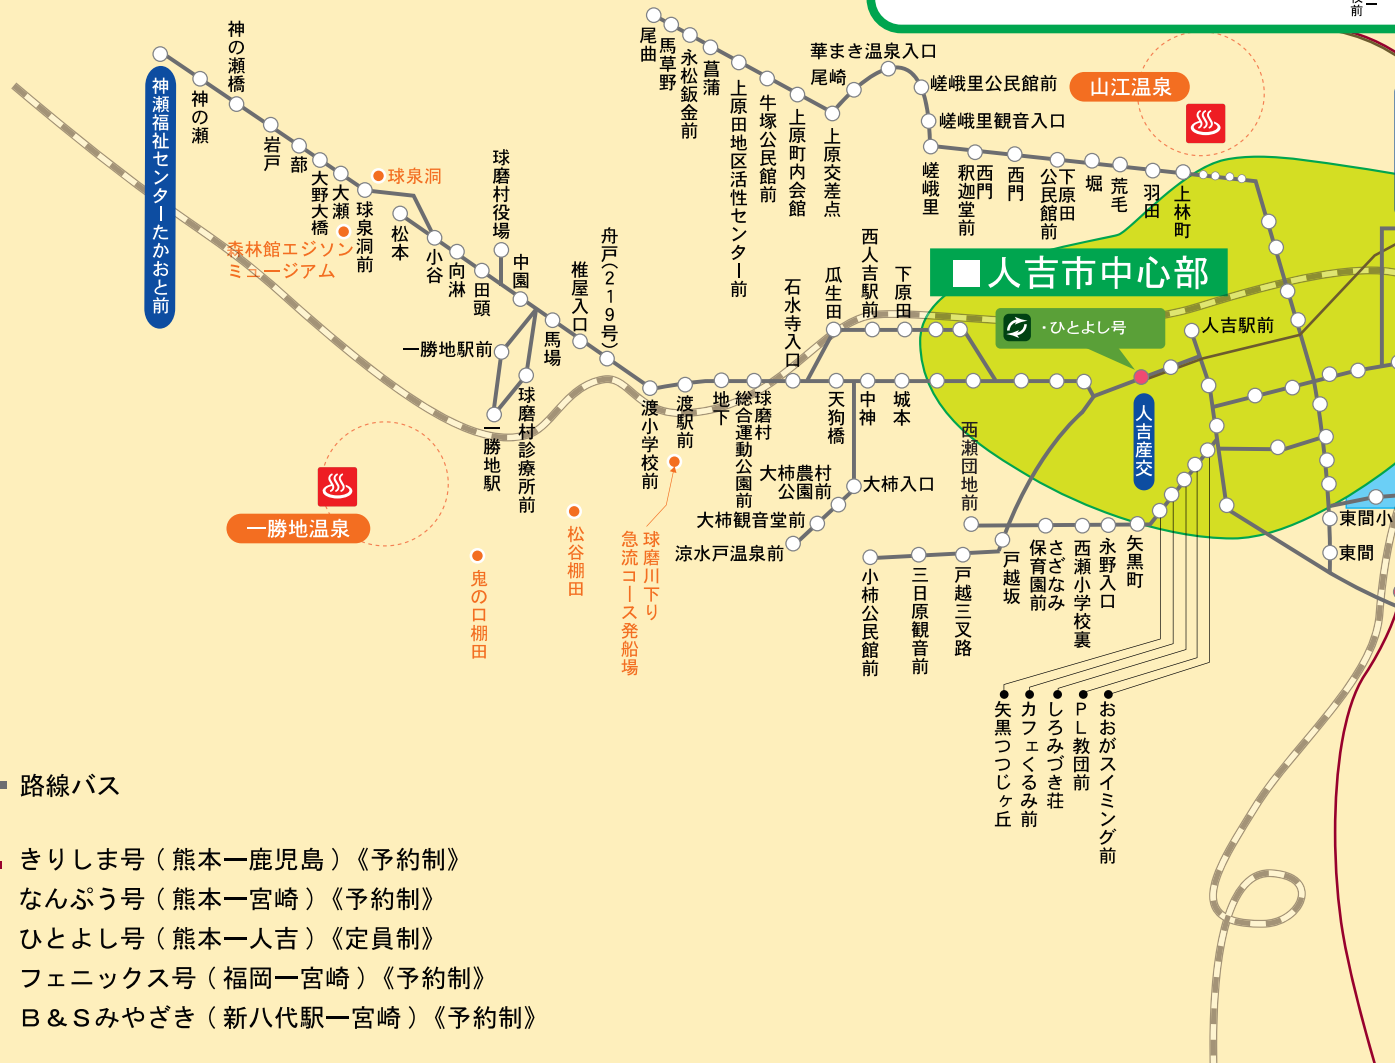 校前
神の瀬橋
神瀬福祉センターたかおと前
神の瀬
岩戸
蔀
大野大橋
大瀬
球泉洞
球泉洞前
森林館エジソン
ミュージアム
松本
小谷
向淋
田頭
球磨村役場
中園
一勝地駅前
馬場
椎屋入口
舟戸(219号)
一勝地駅
球磨村診療所前
渡小学校前
渡駅前
地下
球磨村
総合運動公園前
石水寺入口
瓜生田
西人吉駅前
下原田
天狗橋
中神
城本
大柿農村
公園前
大柿入口
大柿観音堂前
涼水戸温泉前
尾曲
馬草野
永松鈑金前
菖蒲
上原田地区活性センター前
牛塚公民館前
上原町内会館
上原交差点
尾崎
華まき温泉入口
嵯峨里公民館前
嵯峨里観音入口
嵯峨里
西門
釈迦堂前
西門
下原田
公民館前
堀
荒毛
羽田
上林町
山江温泉
■人吉市中心部
・ひとよし号
人吉駅前
人吉産交
西瀬団地前
小柿公民館前
三日原観音前
戸越三叉路
戸越坂
さざなみ
保育園前
西瀬小学校裏
永野入口
矢黒町
東間小
東間
矢黒つつじヶ丘
カフェくるみ前
しろみづき荘
PL教団前
おおがスイミング前
一勝地温泉
鬼の口棚田
松谷棚田
球磨川下り
急流コース発船場
路線バス
きりしま号(熊本ー鹿児島)《予約制》
なんぷう号(熊本ー宮崎)《予約制》
ひとよし号(熊本ー人吉)《定員制》
フェニックス号(福岡ー宮崎)《予約制》
B&Sみやざき(新八代駅ー宮崎)《予約制》